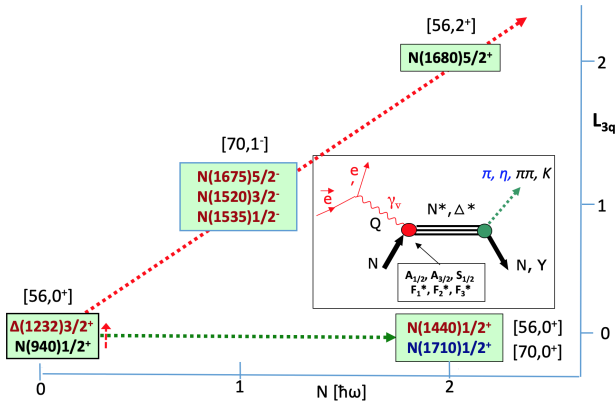 [56,2⁺]
N(1680)5/2⁺
2
L₃q
[70,1⁻]
N(1675)5/2⁻
N(1520)3/2⁻
N(1535)1/2⁻
e'
e
γᵥ
Q
N*, Δ*
π, η, ππ, K
N
N, Y
A₁/₂, A₃/₂, S₁/₂
F₁*, F₂*, F₃*
1
[56,0⁺]
Δ(1232)3/2⁺
N(940)1/2⁺
N(1440)1/2⁺
N(1710)1/2⁺
[56,0⁺]
[70,0⁺]
0
0
1
N [ħω]
2